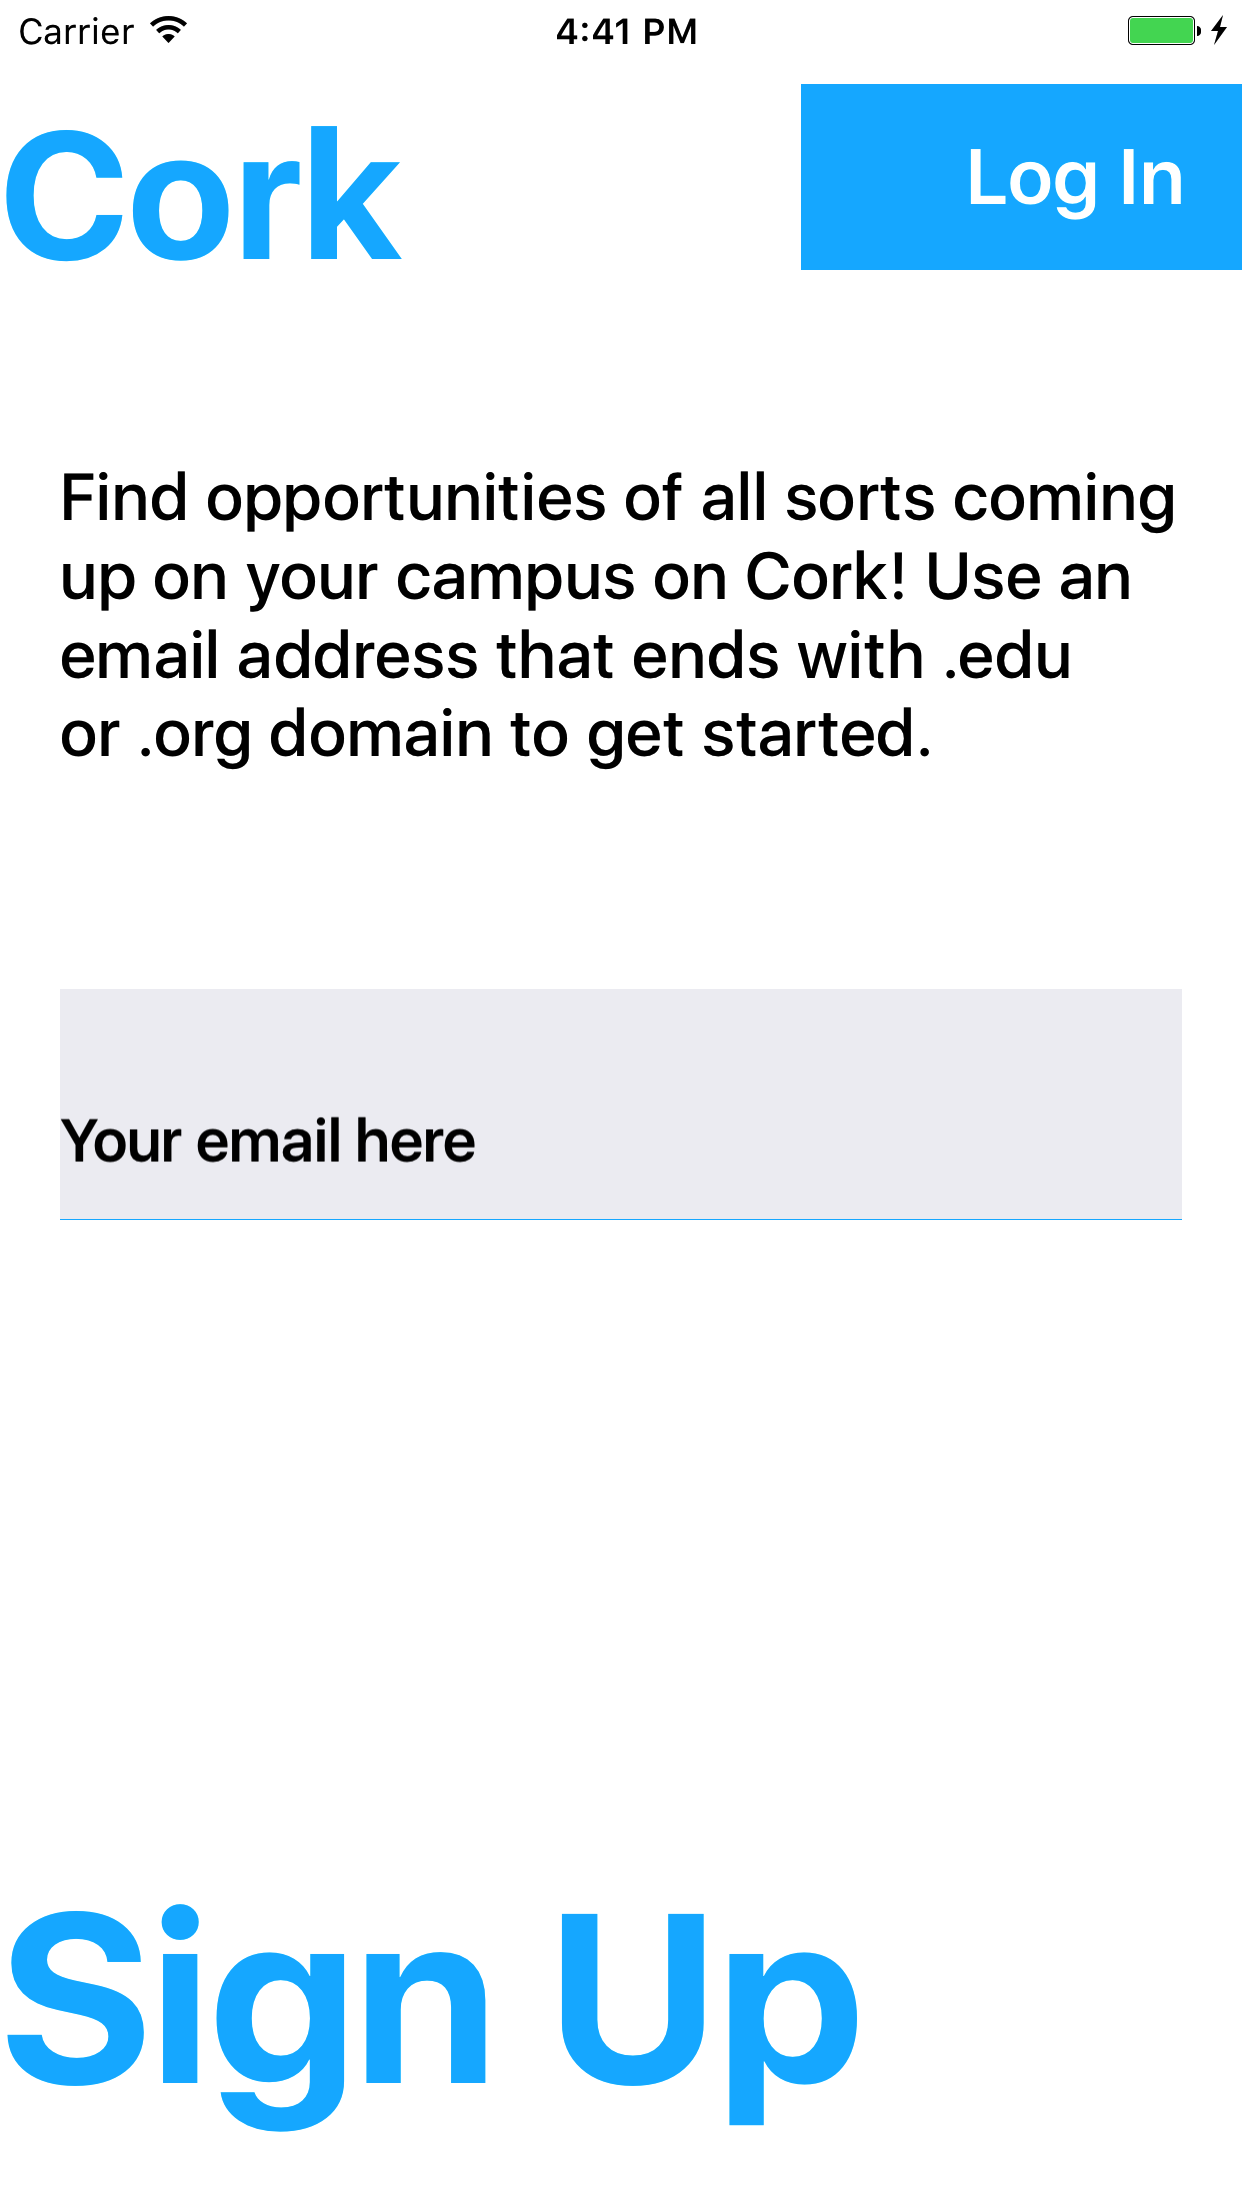 Carrier 4:41 PM
Cork
Log In
Find opportunities of all sorts coming
up on your campus on Cork! Use an
email address that ends with .edu
or .org domain to get started.
Your email here
Sign Up